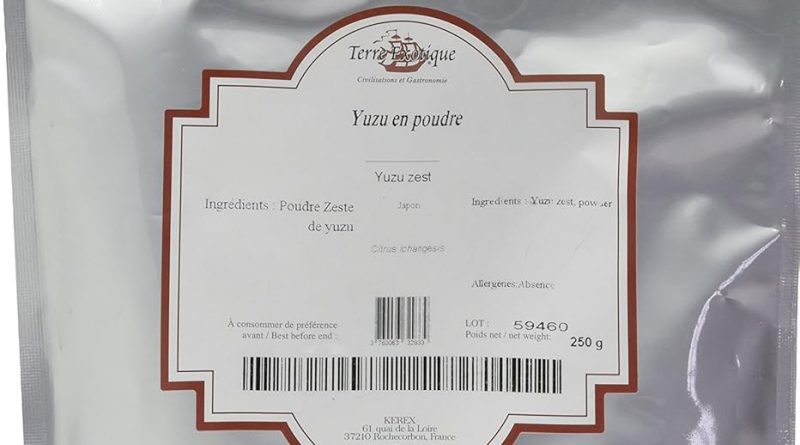 Terre Exotique
Civilisations et Gastronomie
Yuzu en poudre
Yuzu zest
Ingrédients : Poudre Zeste
de yuzu
Japon
Ingredients : Yuzu zest, powder
Citrus ichangesis
Allergènes:Absence
À consommer de préférence
avant / Best before end :
LOT : 59460
Poids net / net weight: 250 g
KEREX
61 quai de la Loire
37210 Rochecorbon, France